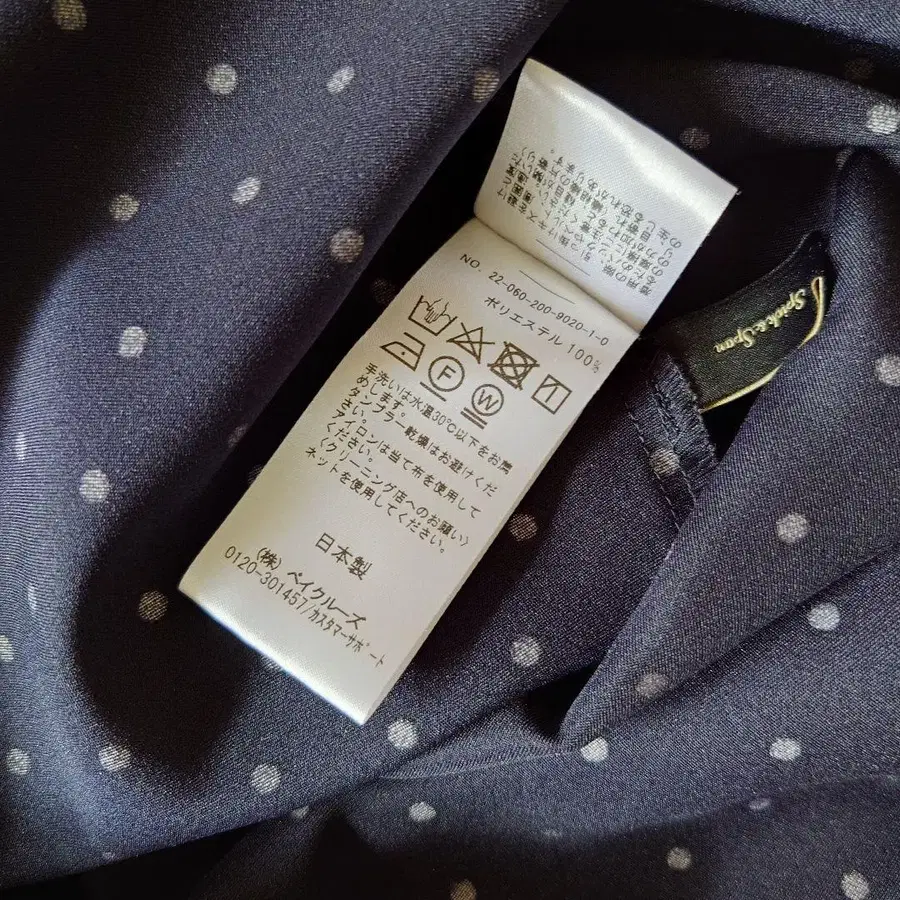 NO. 22-060-200-9020-1-0
ポリエステル 100%
F
W
手洗いは水温30℃以下をお薦
めします。
タンブラー乾燥はお避けくだ
さい。
アイロンは当て布を使用して
ください。
〈クリーニング店へのお願い〉
ネットを使用してください。
日本製
(株) ベイクルーズ
0120-301457/カスタマーサポート
Spick & Span